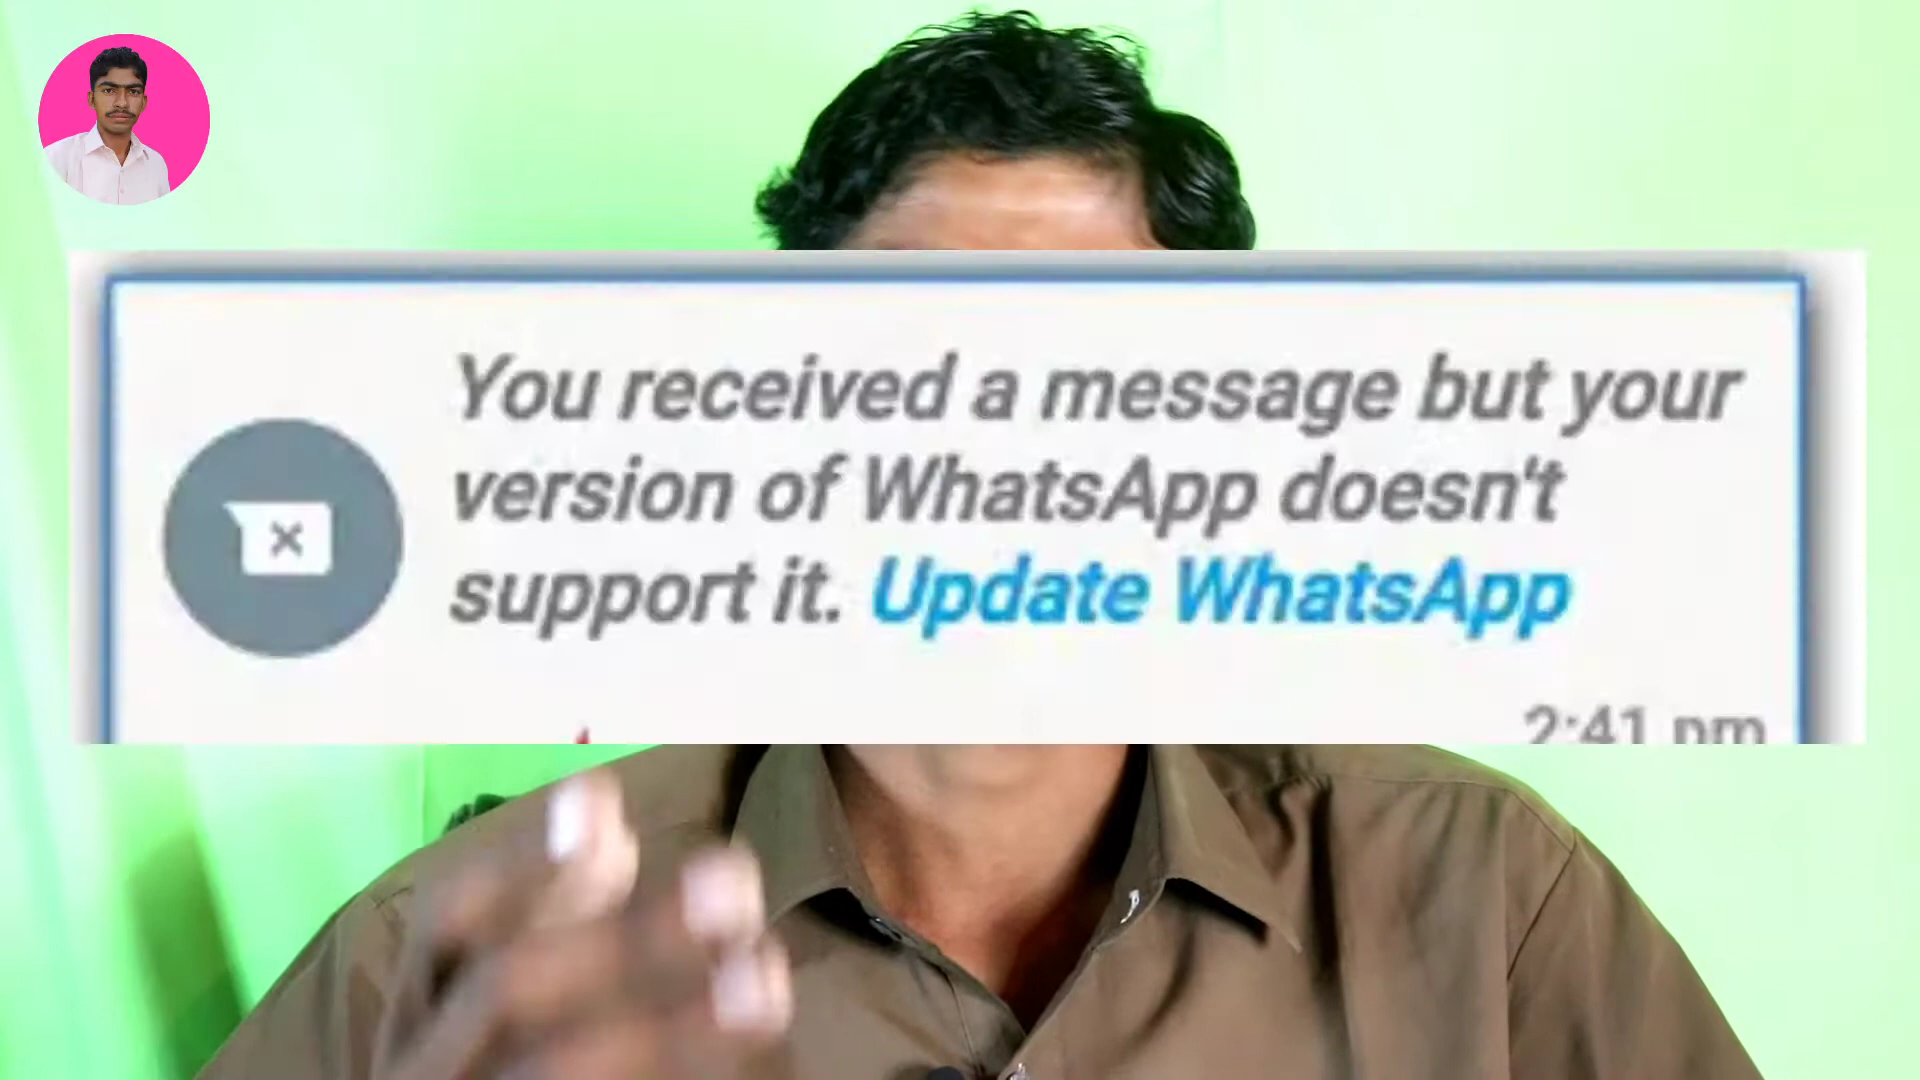 You received a message but your
version of WhatsApp doesn't
support it. Update WhatsApp
2:41 pm